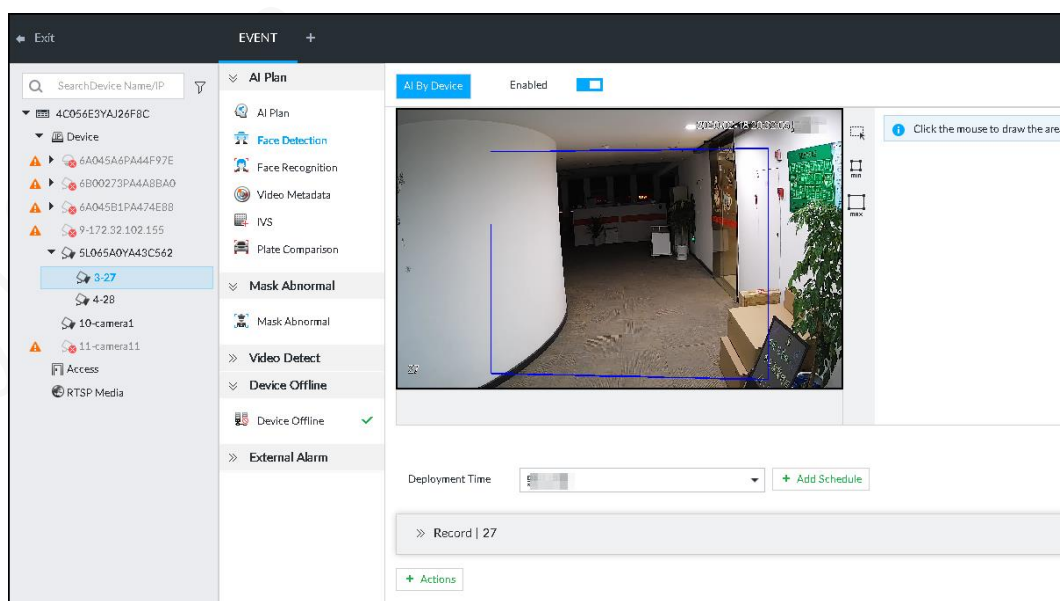 Exit
EVENT +
SearchDevice Name/IP
4C056E3YAJ26F8C
Device
6A045A6PA44F97E
6B00273PA4A8BA0
6A045B1PA474E88
9-172.32.102.155
5L065A0YA43C562
3-27
4-28
10-camera1
11-camera11
Access
RTSP Media
AI Plan
AI Plan
Face Detection
Face Recognition
Video Metadata
IVS
Plate Comparison
Mask Abnormal
Mask Abnormal
Video Detect
Device Offline
Device Offline
External Alarm
AI By Device
Enabled
min
max
Click the mouse to draw the are
Deployment Time
+ Add Schedule
Record | 27
+ Actions